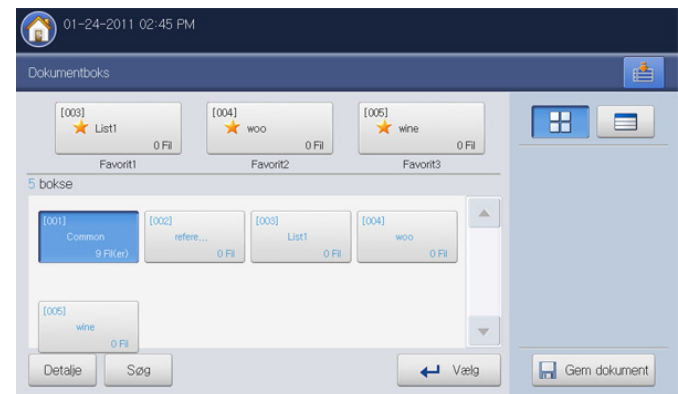 01-24-2011 02:45 PM
Dokumentboks
[003]
List1
0 Fil
Favorit1
[004]
woo
0 Fil
Favorit2
[005]
wine
0 Fil
Favorit3
5 bokse
[001]
Common
9 Fil(er)
[002]
refere...
0 Fil
[003]
List1
0 Fil
[004]
woo
0 Fil
[005]
wine
0 Fil
Detalje
Søg
Vælg
Gem dokument